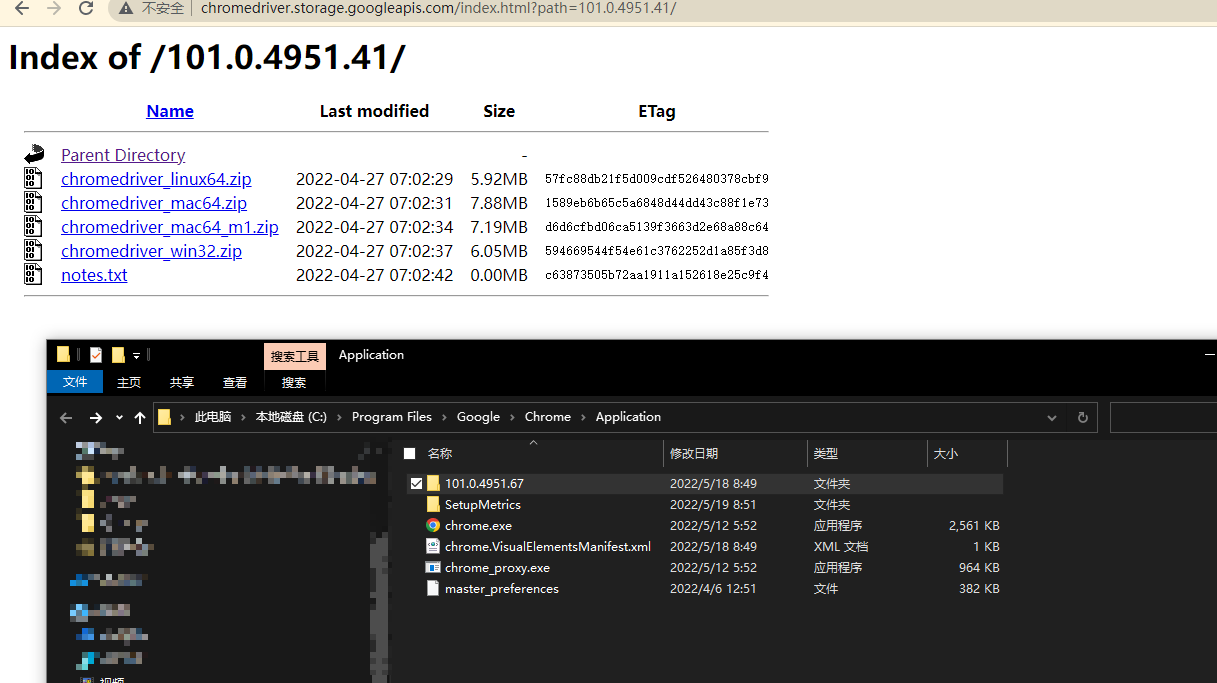 不安全 chromedriver.storage.googleapis.com/index.html?path=101.0.4951.41/
Index of /101.0.4951.41/
Name Last modified Size ETag
Parent Directory -
chromedriver_linux64.zip 2022-04-27 07:02:29 5.92MB 57fc88db21f5d009cdf526480378cbf9
chromedriver_mac64.zip 2022-04-27 07:02:31 7.88MB 1589eb6b65c5a6848d44dd43c88f1e73
chromedriver_mac64_m1.zip 2022-04-27 07:02:34 7.19MB d6d6cfbd06ca5139f3663d2e68a88c64
chromedriver_win32.zip 2022-04-27 07:02:37 6.05MB 594669544f54e61c3762252d1a85f3d8
notes.txt 2022-04-27 07:02:42 0.00MB c63873505b72aa1911a152618e25c9f4
搜索工具 Application
文件 主页 共享 查看 搜索
此电脑 › 本地磁盘 (C:) › Program Files › Google › Chrome › Application
名称 修改日期 类型 大小
101.0.4951.67 2022/5/18 8:49 文件夹
SetupMetrics 2022/5/19 8:51 文件夹
chrome.exe 2022/5/12 5:52 应用程序 2,561 KB
chrome.VisualElementsManifest.xml 2022/5/18 8:49 XML 文档 1 KB
chrome_proxy.exe 2022/5/12 5:52 应用程序 964 KB
master_preferences 2022/4/6 12:51 文件 382 KB
视频